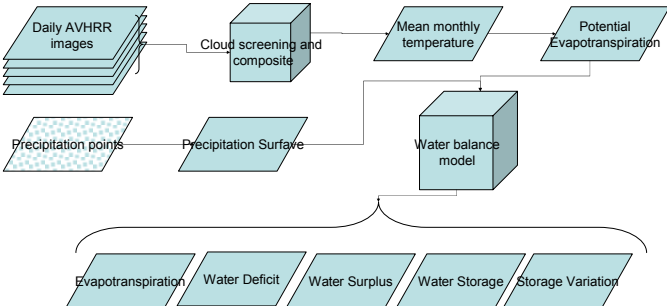 Daily AVHRR
images
Cloud screening and
composite
Mean monthly
temperature
Potential
Evapotranspiration
Precipitation points
Precipitation Surfave
Water balance
model
Evapotranspiration
Water Deficit
Water Surplus
Water Storage
Storage Variation